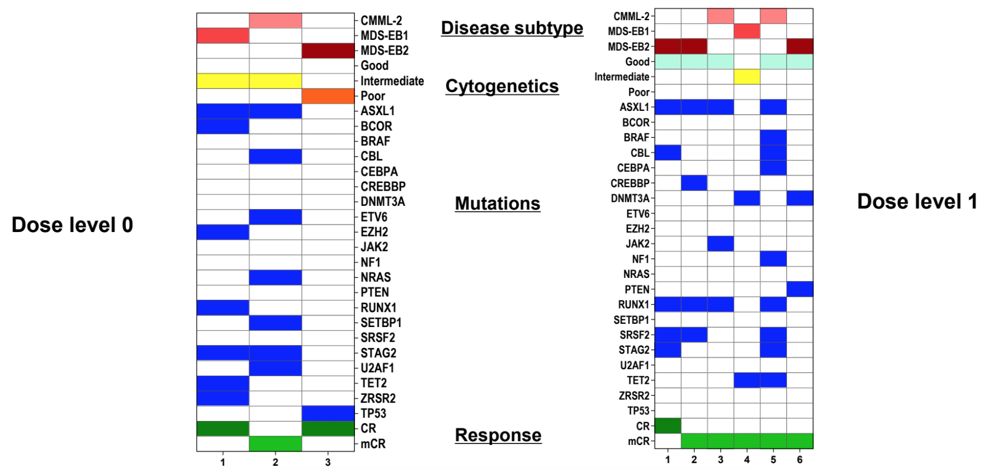 Dose level 0
CMML-2
MDS-EB1
MDS-EB2
Good
Intermediate
Poor
ASXL1
BCOR
BRAF
CBL
CEBPA
CREBBP
DNMT3A
ETV6
EZH2
JAK2
NF1
NRAS
PTEN
RUNX1
SETBP1
SRSF2
STAG2
U2AF1
TET2
ZRSR2
TP53
CR
mCR
1 2 3
Disease subtype
Cytogenetics
Mutations
Response
CMML-2
MDS-EB1
MDS-EB2
Good
Intermediate
Poor
ASXL1
BCOR
BRAF
CBL
CEBPA
CREBBP
DNMT3A
ETV6
EZH2
JAK2
NF1
NRAS
PTEN
RUNX1
SETBP1
SRSF2
STAG2
U2AF1
TET2
ZRSR2
TP53
CR
mCR
1 2 3 4 5 6
Dose level 1